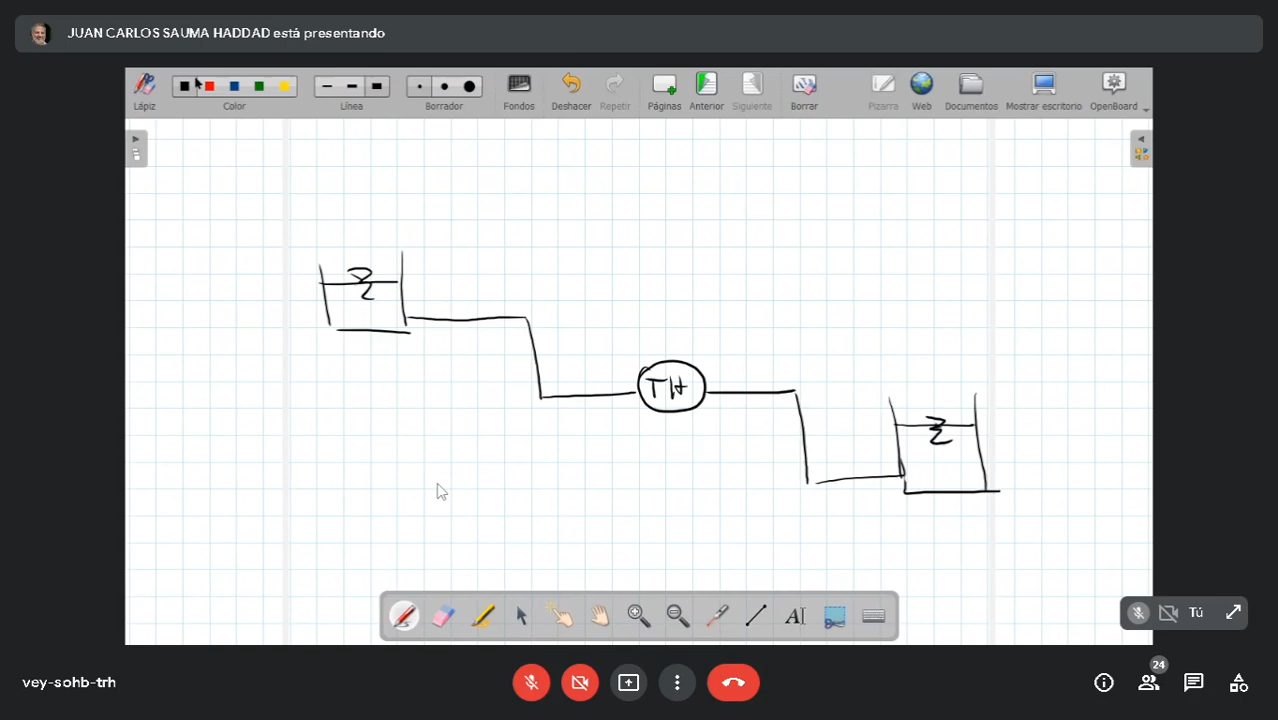 JUAN CARLOS SAUMA HADDAD está presentando
Lápiz Color Línea Borrador Fondos Deshacer Repetir Páginas Anterior Siguiente Borrar Pizarra Web Documentos Mostrar escritorio OpenBoard
TH
Tú
vey-sohb-trh
24